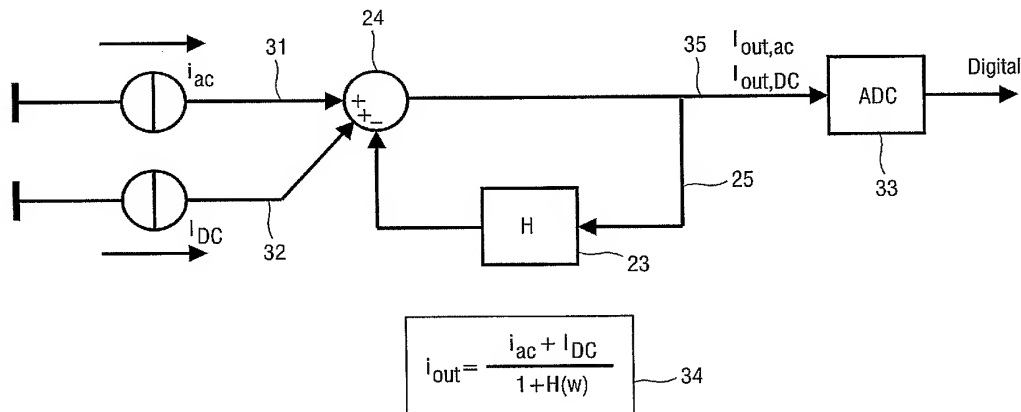 24
31
i_ac
35
I_out,ac
I_out,DC
ADC
Digital
33
+
+
−
25
I_DC
32
H
23
i_out = (i_ac + I_DC) / (1+H(w))
34